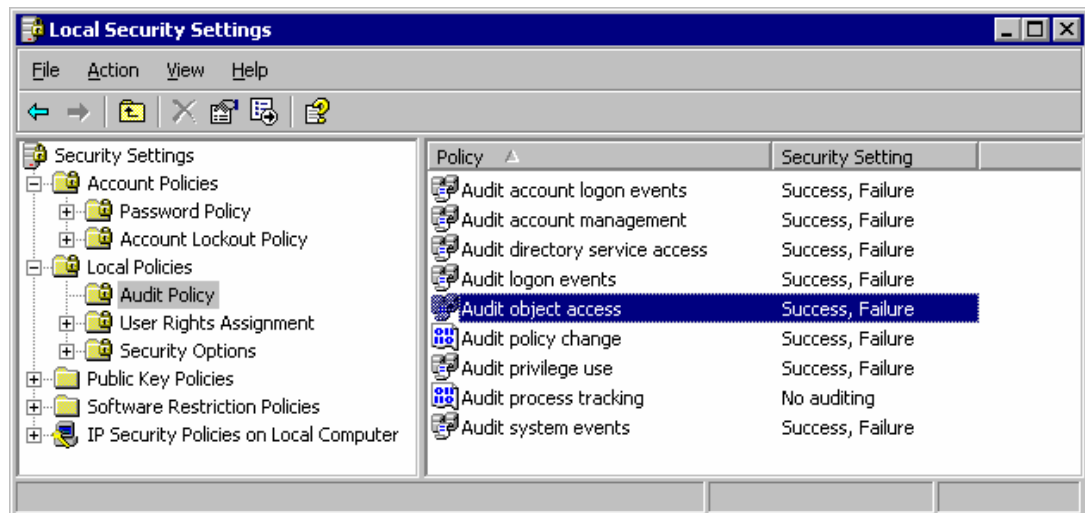 Local Security Settings
File Action View Help
Security Settings
Account Policies
Password Policy
Account Lockout Policy
Local Policies
Audit Policy
User Rights Assignment
Security Options
Public Key Policies
Software Restriction Policies
IP Security Policies on Local Computer
Policy Security Setting
Audit account logon events Success, Failure
Audit account management Success, Failure
Audit directory service access Success, Failure
Audit logon events Success, Failure
Audit object access Success, Failure
Audit policy change Success, Failure
Audit privilege use Success, Failure
Audit process tracking No auditing
Audit system events Success, Failure